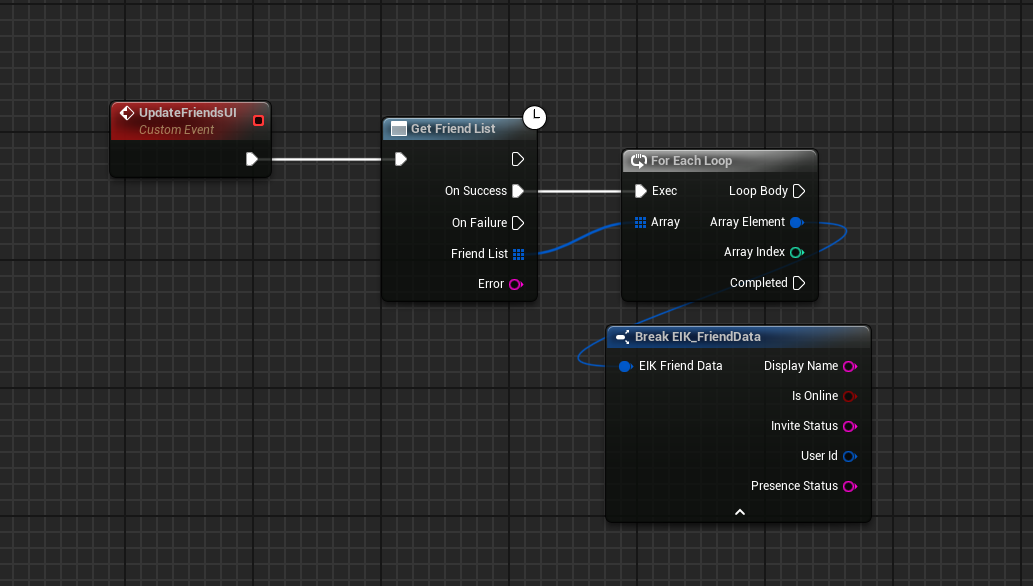 UpdateFriendsUI
Custom Event
Get Friend List
On Success
On Failure
Friend List
Error
For Each Loop
Exec
Loop Body
Array
Array Element
Array Index
Completed
Break EIK_FriendData
EIK Friend Data
Display Name
Is Online
Invite Status
User Id
Presence Status